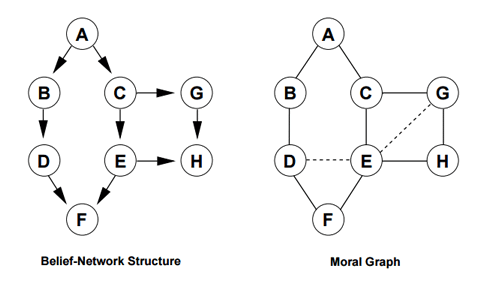 A A
B C G B C G
D E H D E H
F F
Belief-Network Structure Moral Graph